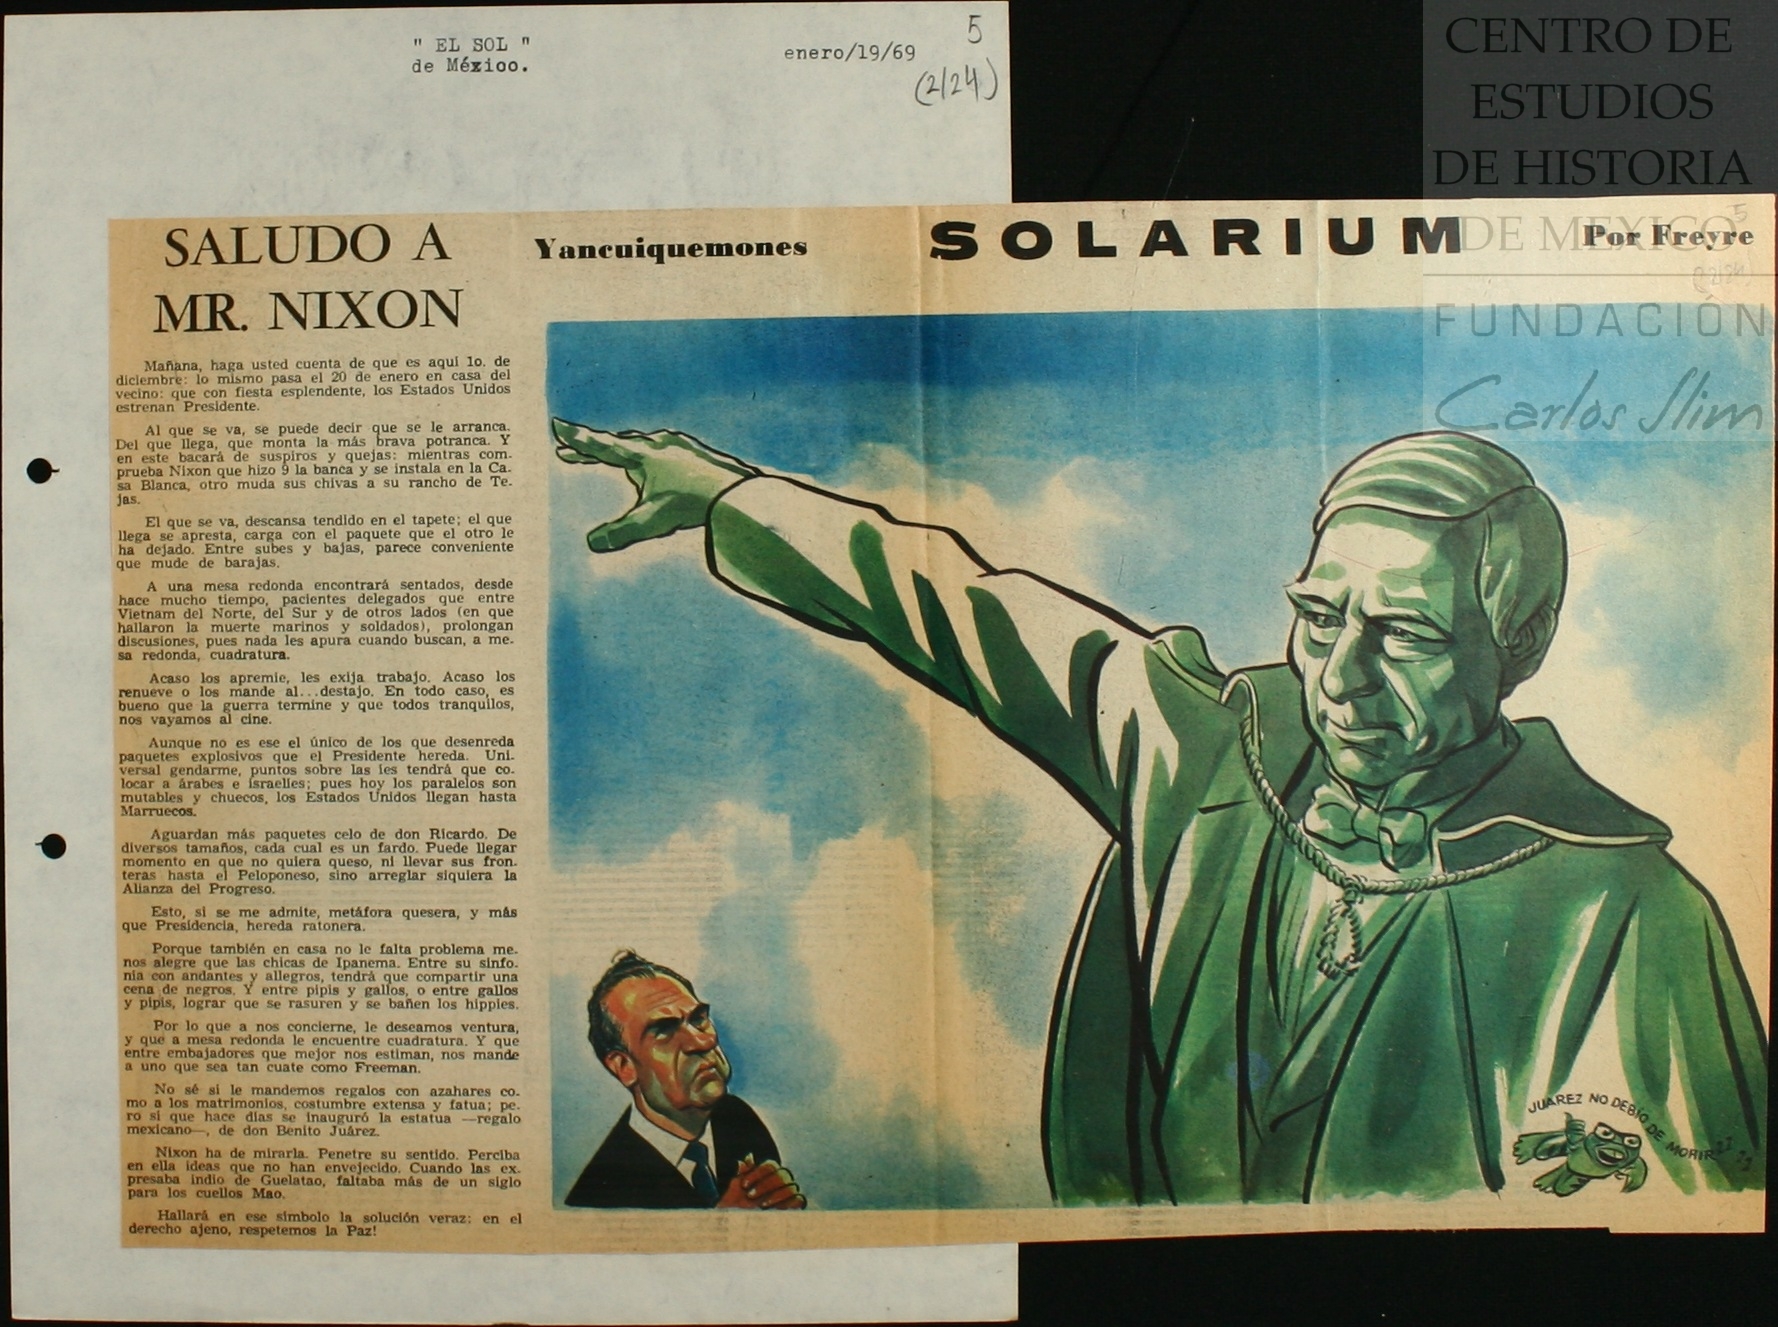 " EL SOL "
de México.
enero/19/69
5
(2/24)
CENTRO DE
ESTUDIOS
DE HISTORIA
DE MEXICO
FUNDACIÓN
Carlos Slim
SALUDO A
MR. NIXON
Mañana, haga usted cuenta de que es aquí 1o. de
diciembre: lo mismo pasa el 20 de enero en casa del
vecino: que con fiesta esplendente, los Estados Unidos
estrenan Presidente.
Al que se va, se puede decir que se le arranca.
Del que llega, que monta la más brava potranca. Y
en este bacará de suspiros y quejas: mientras com-
prueba Nixon que hizo 9 la banca y se instala en la Ca-
sa Blanca, otro muda sus chivas a su rancho de Te-
jas.
El que se va, descansa tendido en el tapete; el que
llega se apresta, carga con el paquete que el otro le
ha dejado. Entre subes y bajas, parece conveniente
que mude de barajas.
A una mesa redonda encontrará sentados, desde
hace mucho tiempo, pacientes delegados que entre
Vietnam del Norte, del Sur y de otros lados (en que
hallaron la muerte marinos y soldados), prolongan
discusiones, pues nada les apura cuando buscan, a me-
sa redonda, cuadratura.
Acaso los apremie, les exija trabajo. Acaso los
renueve o los mande al...destajo. En todo caso, es
bueno que la guerra termine y que todos tranquilos,
nos vayamos al cine.
Aunque no es ese el único de los que desenreda
paquetes explosivos que el Presidente hereda. Uni-
versal gendarme, puntos sobre las íes tendrá que co-
locar a árabes e israelíes; pues hoy los paralelos son
mutables y chuecos, los Estados Unidos llegan hasta
Marruecos.
Aguardan más paquetes celo de don Ricardo. De
diversos tamaños, cada cual es un fardo. Puede llegar
momento en que no quiera queso, ni llevar sus fron-
teras hasta el Peloponeso, sino arreglar siquiera la
Alianza del Progreso.
Esto, si se me admite, metáfora quesera, y más
que Presidencia, hereda ratonera.
Porque también en casa no le falta problema me-
nos alegre que las chicas de Ipanema. Entre su sinfo-
nía con andantes y allegros, tendrá que compartir una
cena de negros. Y entre pipis y gallos, o entre gallos
y pipis, lograr que se rasuren y se bañen los hippies.
Por lo que a nos concierne, le deseamos ventura,
y que a mesa redonda le encuentre cuadratura. Y que
entre embajadores que mejor nos estiman, nos mande
a uno que sea tan cuate como Freeman.
No sé si le mandemos regalos con azahares co-
mo a los matrimonios, costumbre extensa y fatua; pe-
ro sí que hace días se inauguró la estatua —regalo
mexicano—, de don Benito Juárez.
Nixon ha de mirarla. Penetre su sentido. Perciba
en ella ideas que no han envejecido. Cuando las ex-
presaba indio de Guelatao, faltaba más de un siglo
para los cuellos Mao.
Hallará en ese símbolo la solución veraz: en el
derecho ajeno, respetemos la Paz!
Yancuiquemones
SOLARIUM
Por Freyre
JUAREZ NO DEBIO DE MORIR